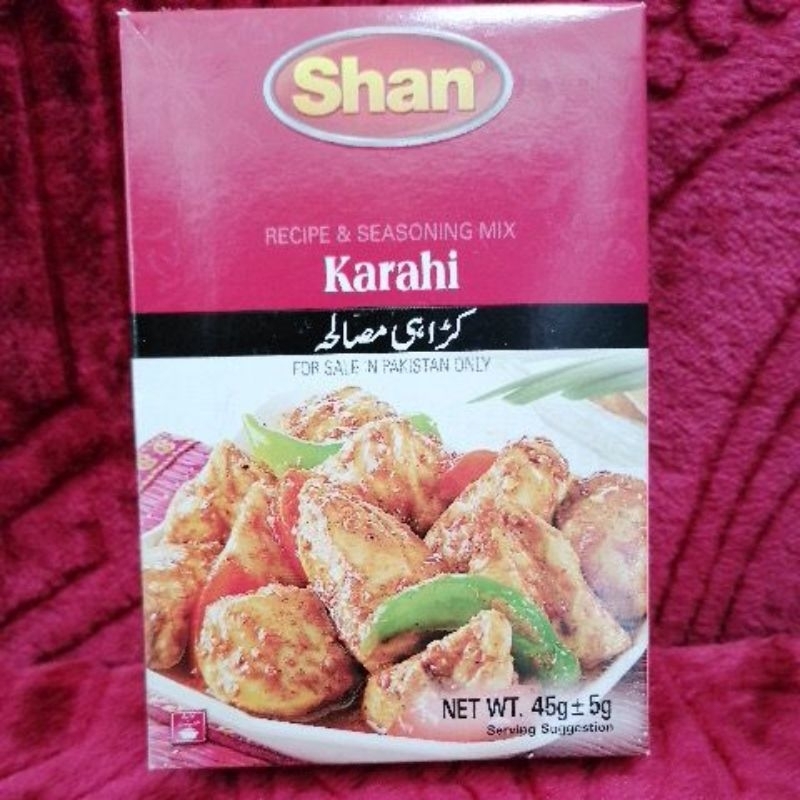 Shan®
RECIPE & SEASONING MIX
Karahi
کڑاہی مصالحہ
FOR SALE IN PAKISTAN ONLY
NET WT. 45g ± 5g
Serving Suggestion